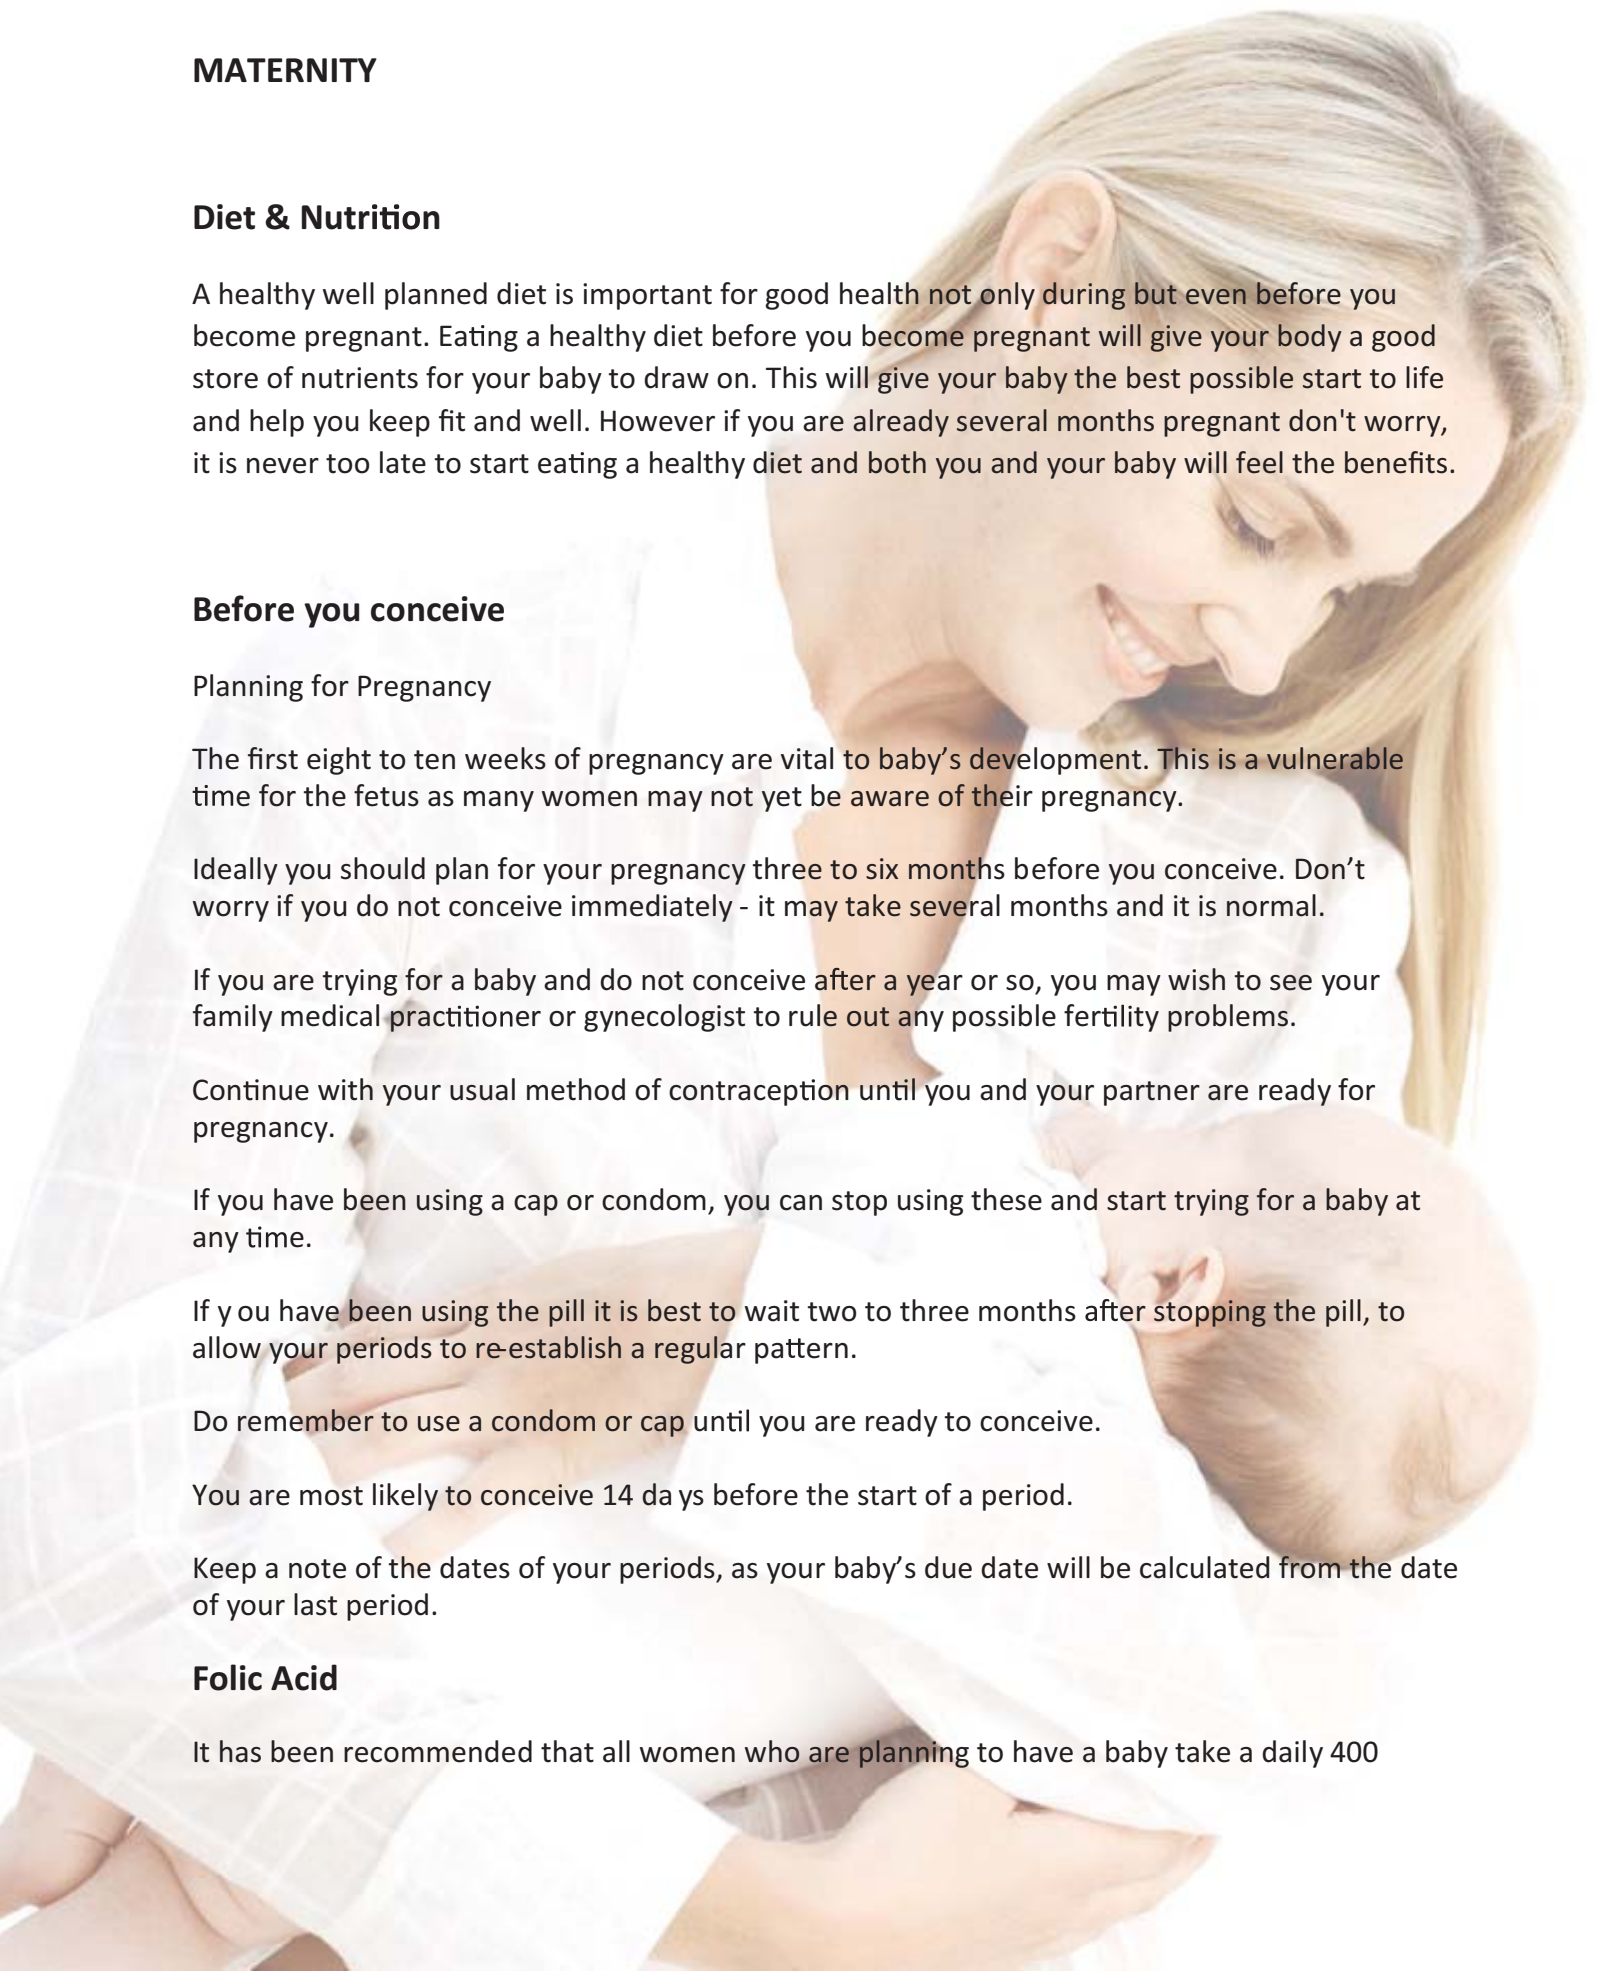 MATERNITY
Diet & Nutrition
A healthy well planned diet is important for good health not only during but even before you
become pregnant. Eating a healthy diet before you become pregnant will give your body a good
store of nutrients for your baby to draw on. This will give your baby the best possible start to life
and help you keep fit and well. However if you are already several months pregnant don't worry,
it is never too late to start eating a healthy diet and both you and your baby will feel the benefits.
Before you conceive
Planning for Pregnancy
The first eight to ten weeks of pregnancy are vital to baby’s development. This is a vulnerable
time for the fetus as many women may not yet be aware of their pregnancy.
Ideally you should plan for your pregnancy three to six months before you conceive. Don’t
worry if you do not conceive immediately - it may take several months and it is normal.
If you are trying for a baby and do not conceive after a year or so, you may wish to see your
family medical practitioner or gynecologist to rule out any possible fertility problems.
Continue with your usual method of contraception until you and your partner are ready for
pregnancy.
If you have been using a cap or condom, you can stop using these and start trying for a baby at
any time.
If y ou have been using the pill it is best to wait two to three months after stopping the pill, to
allow your periods to re-establish a regular pattern.
Do remember to use a condom or cap until you are ready to conceive.
You are most likely to conceive 14 da ys before the start of a period.
Keep a note of the dates of your periods, as your baby’s due date will be calculated from the date
of your last period.
Folic Acid
It has been recommended that all women who are planning to have a baby take a daily 400